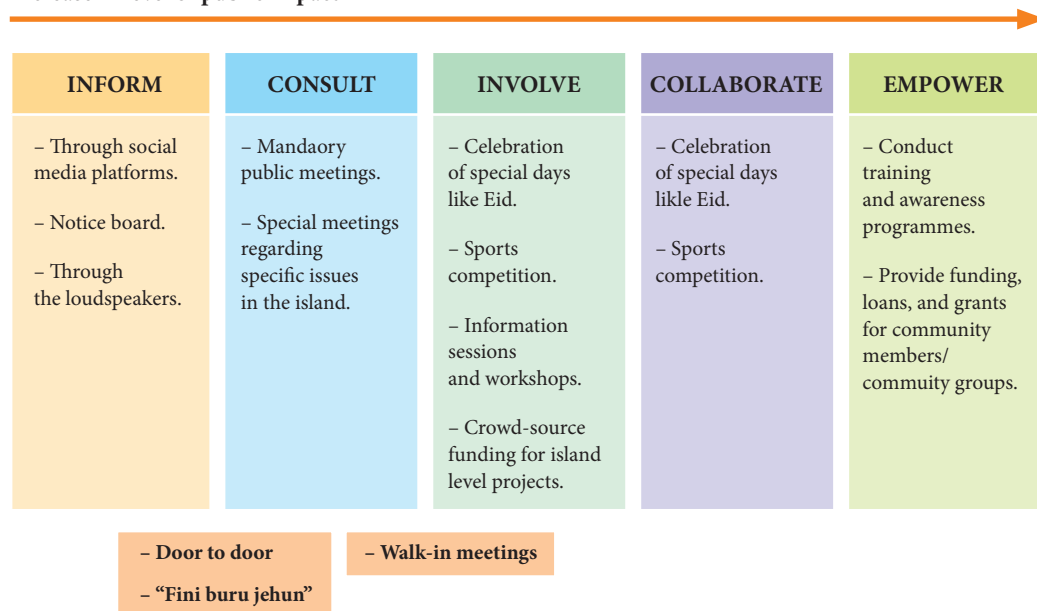 INFORM
– Through social
media platforms.
– Notice board.
– Through
the loudspeakers.
CONSULT
– Mandaory
public meetings.
– Special meetings
regarding
specific issues
in the island.
INVOLVE
– Celebration
of special days
like Eid.
– Sports
competition.
– Information
sessions
and workshops.
– Crowd-source
funding for island
level projects.
COLLABORATE
– Celebration
of special days
likle Eid.
– Sports
competition.
EMPOWER
– Conduct
training
and awareness
programmes.
– Provide funding,
loans, and grants
for community
members/
commuity groups.
– Door to door
– “Fini buru jehun”
– Walk-in meetings